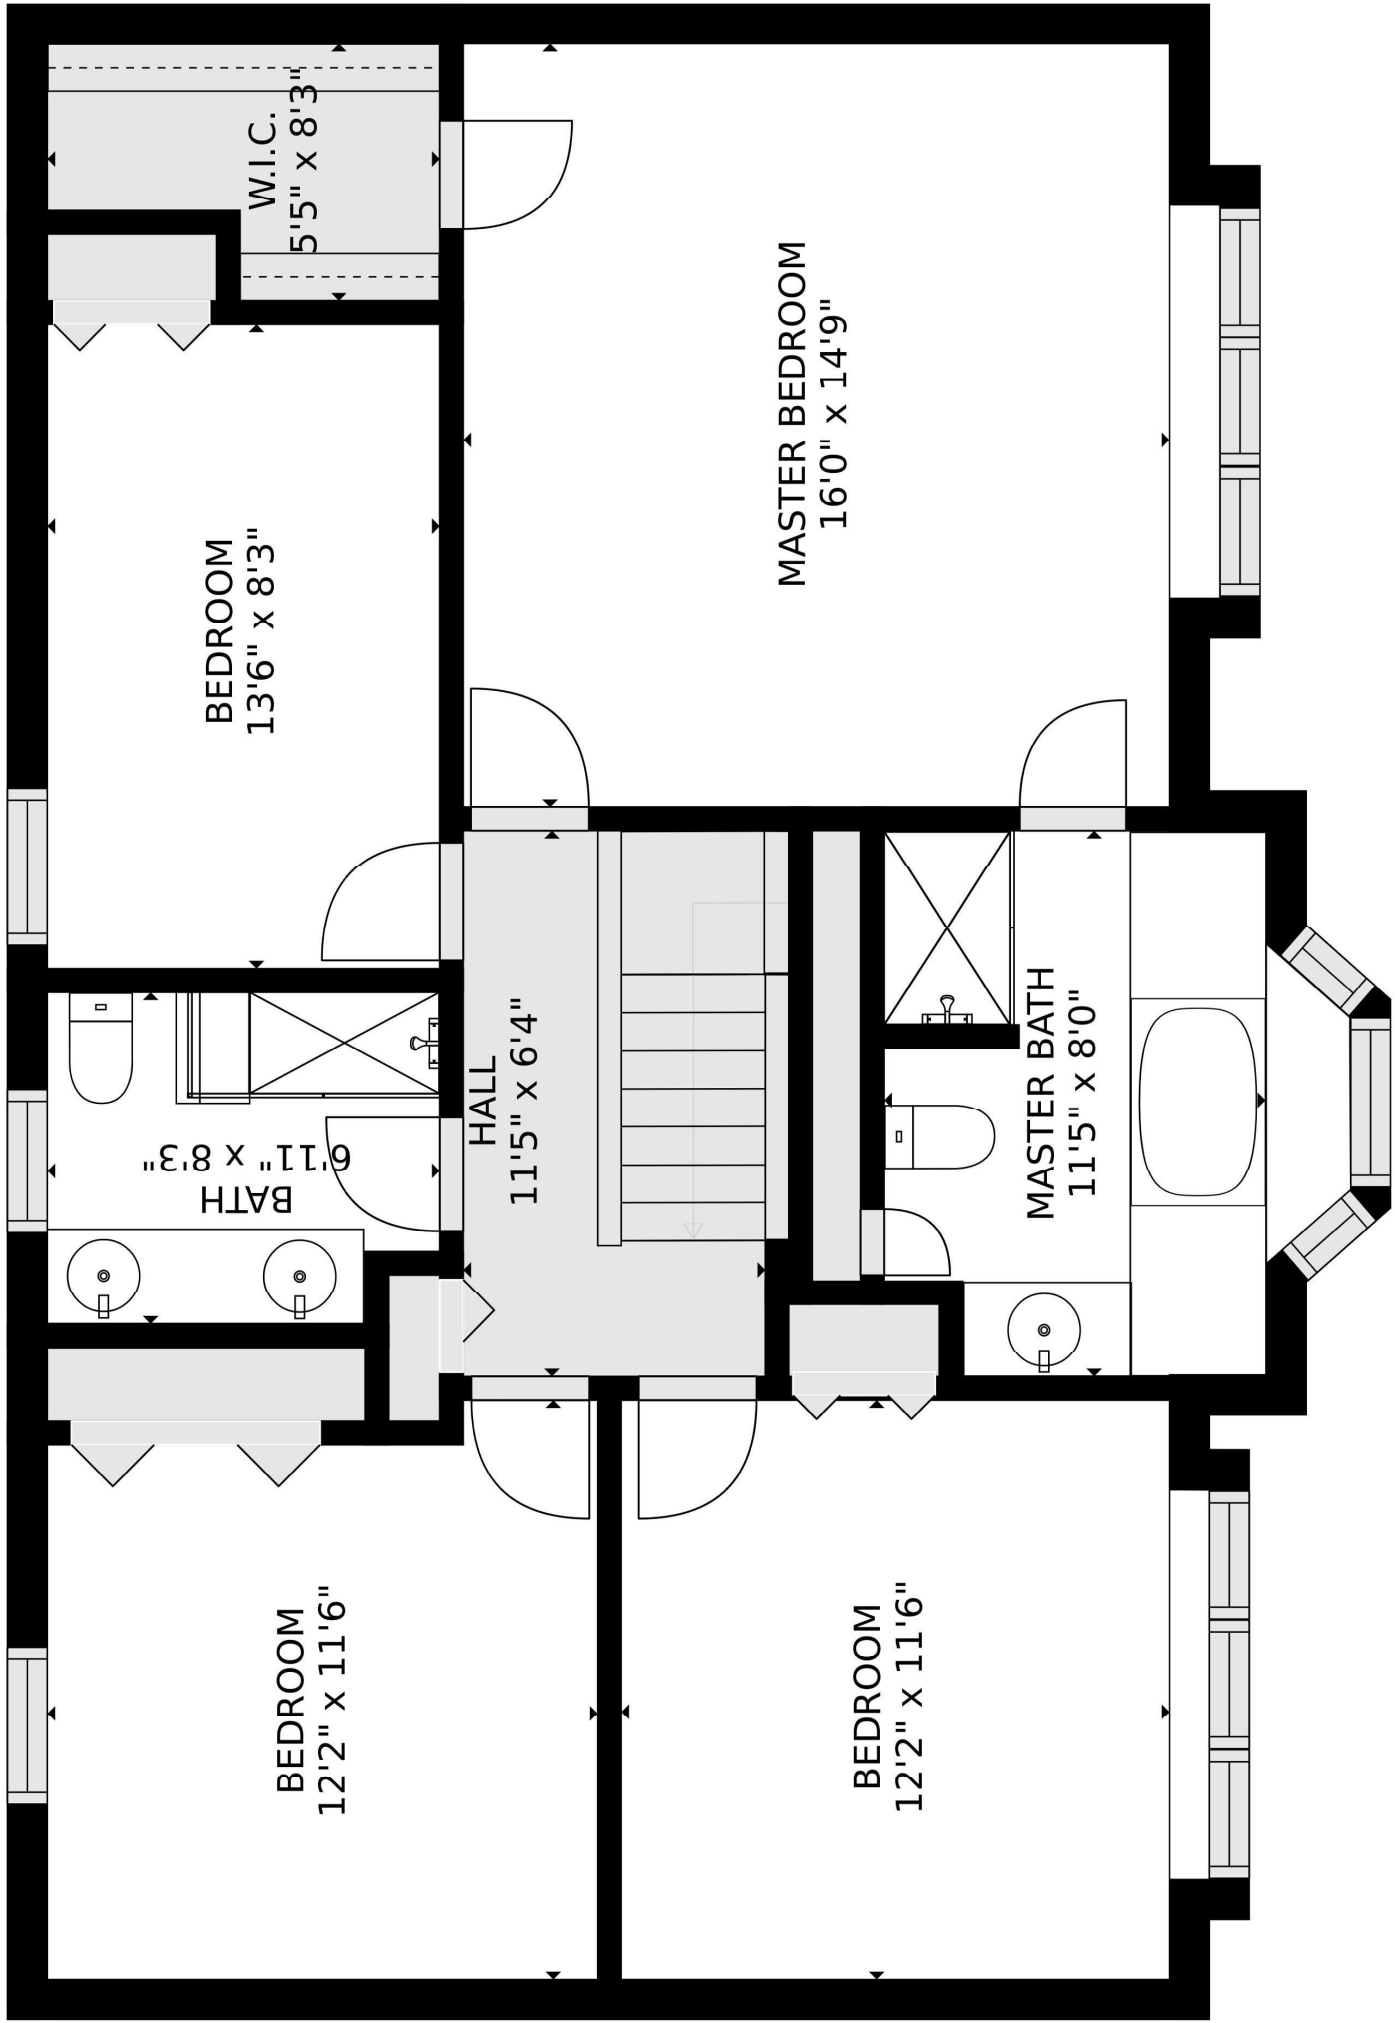 W.I.C.
5'5" x 8'3"
MASTER BEDROOM
16'0" x 14'9"
BEDROOM
13'6" x 8'3"
HALL
11'5" x 6'4"
MASTER BATH
11'5" x 8'0"
BATH
6'11" x 8'3"
BEDROOM
12'2" x 11'6"
BEDROOM
12'2" x 11'6"